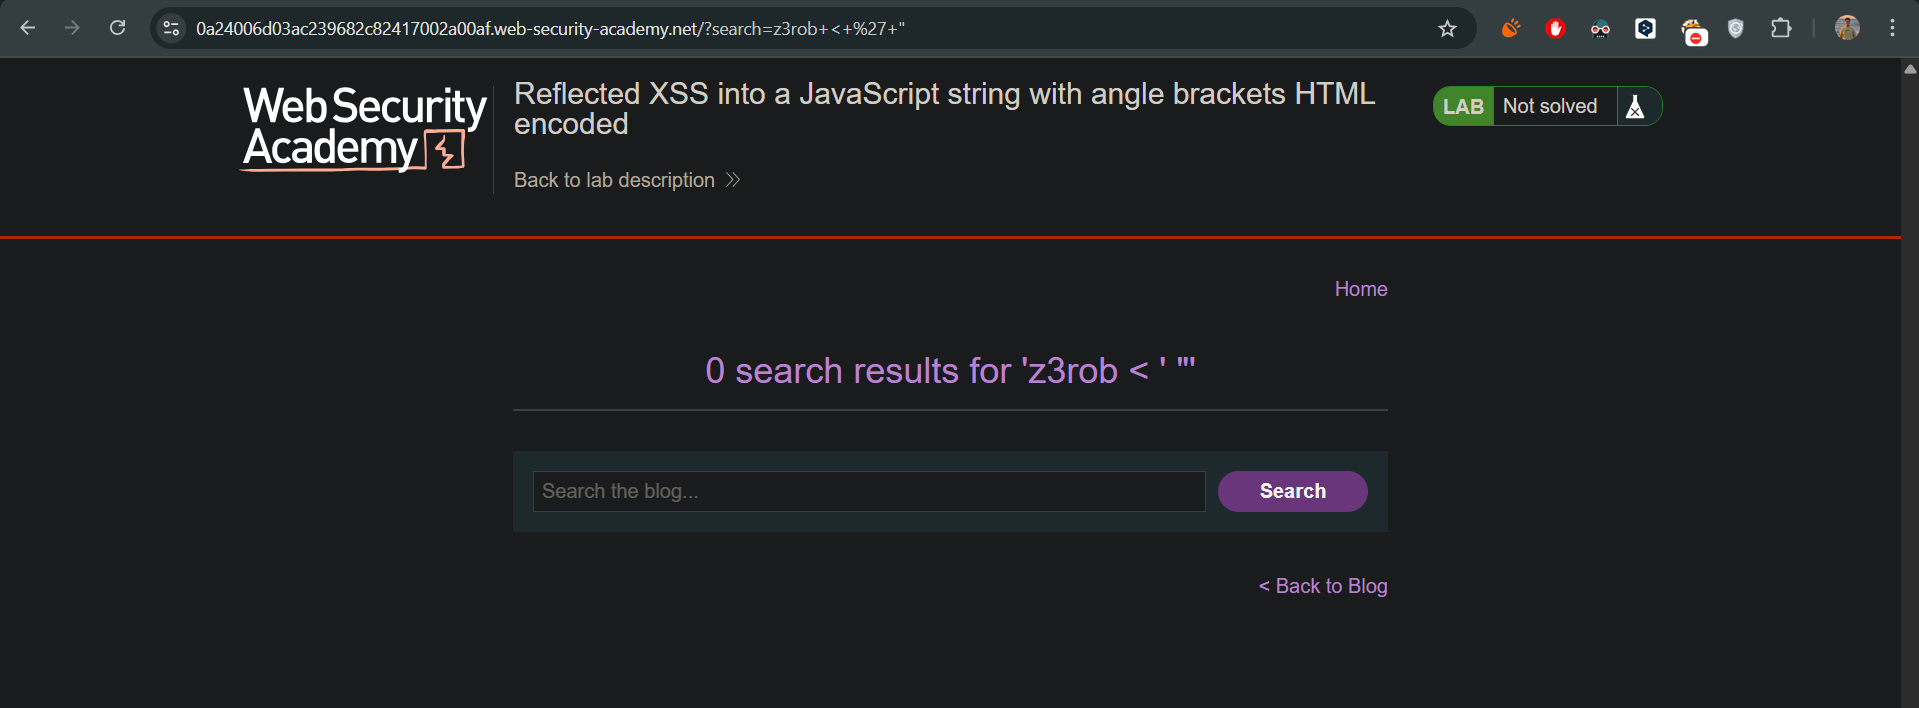 0a24006d03ac239682c82417002a00af.web-security-academy.net/?search=z3rob+<+%27+"
Web Security
Academy
Reflected XSS into a JavaScript string with angle brackets HTML
encoded
Back to lab description
LAB Not solved
Home
0 search results for 'z3rob < ' "'
Search the blog...
Search
< Back to Blog